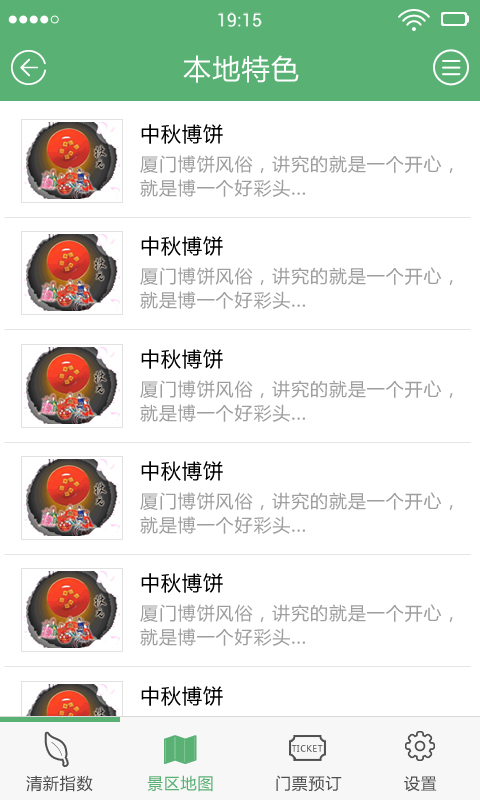 19:15
本地特色
中秋博饼
厦门博饼风俗，讲究的就是一个开心，
就是博一个好彩头...
中秋博饼
厦门博饼风俗，讲究的就是一个开心，
就是博一个好彩头...
中秋博饼
厦门博饼风俗，讲究的就是一个开心，
就是博一个好彩头...
中秋博饼
厦门博饼风俗，讲究的就是一个开心，
就是博一个好彩头...
中秋博饼
厦门博饼风俗，讲究的就是一个开心，
就是博一个好彩头...
中秋博饼
TICKET
清新指数 景区地图 门票预订 设置